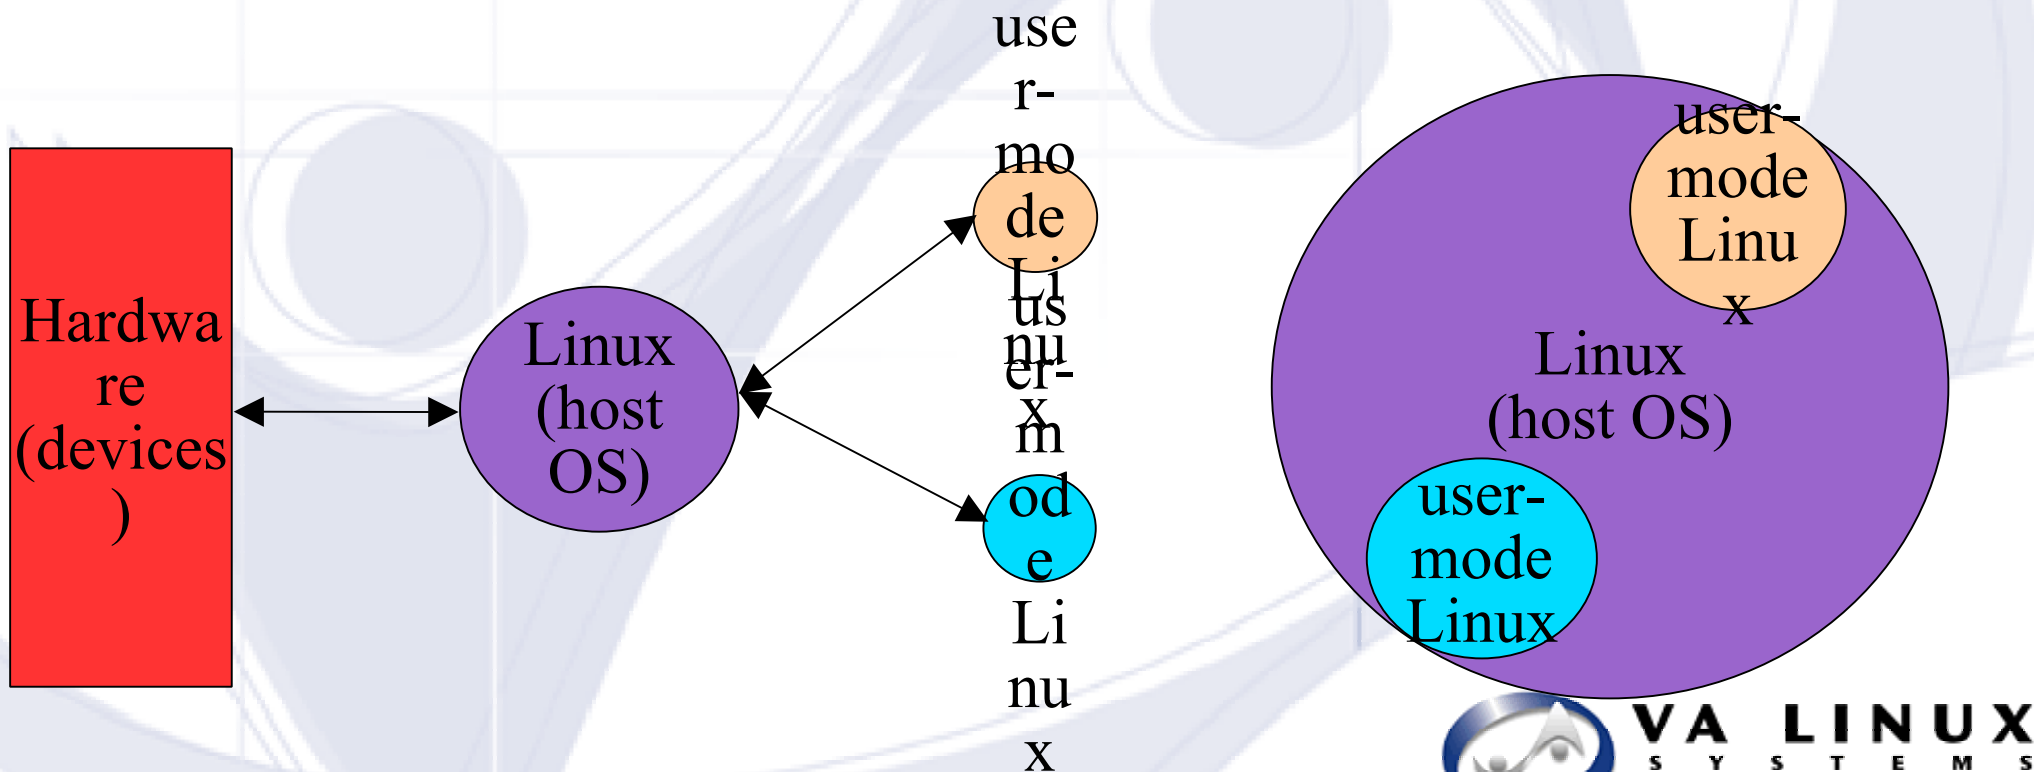 Hardwa
re
(devices
)
Linux
(host
OS)
use
r-
mo
de
Li
nu
x
us
er-
m
od
e
Li
nu
x
user-
mode
Linu
x
Linux
(host OS)
user-
mode
Linux
VA LINUX
SYSTEMS